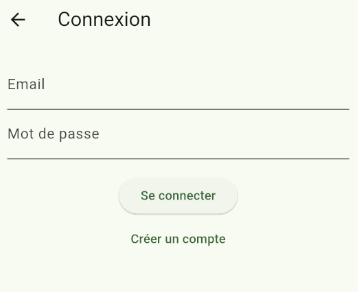 Connexion
Email
Mot de passe
Se connecter
Créer un compte